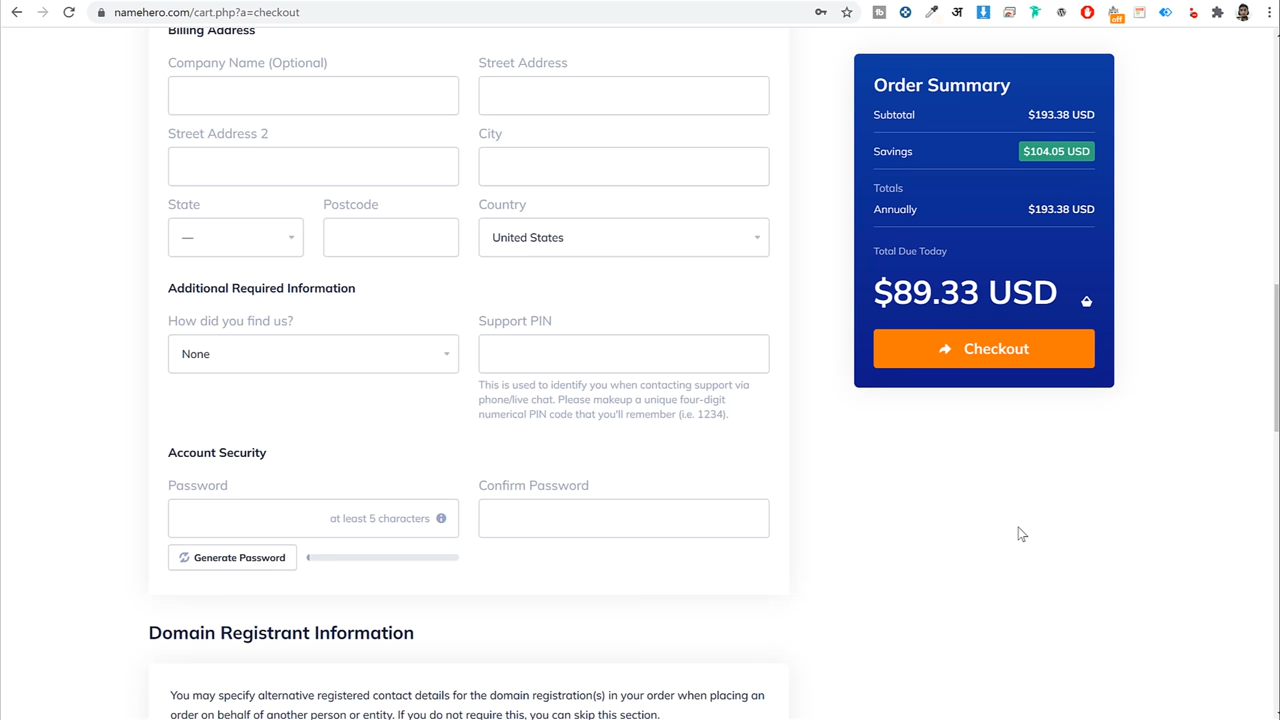 namehero.com/cart.php?a=checkout
अ
off
Billing Address
Company Name (Optional)
Street Address
Street Address 2
City
State
Postcode
Country
—
United States
Additional Required Information
How did you find us?
Support PIN
None
This is used to identify you when contacting support via
phone/live chat. Please makeup a unique four-digit
numerical PIN code that you'll remember (i.e. 1234).
Account Security
Password
Confirm Password
at least 5 characters
Generate Password
Domain Registrant Information
You may specify alternative registered contact details for the domain registration(s) in your order when placing an
order on behalf of another person or entity. If you do not require this, you can skip this section.
Order Summary
Subtotal $193.38 USD
Savings $104.05 USD
Totals
Annually $193.38 USD
Total Due Today
$89.33 USD
Checkout